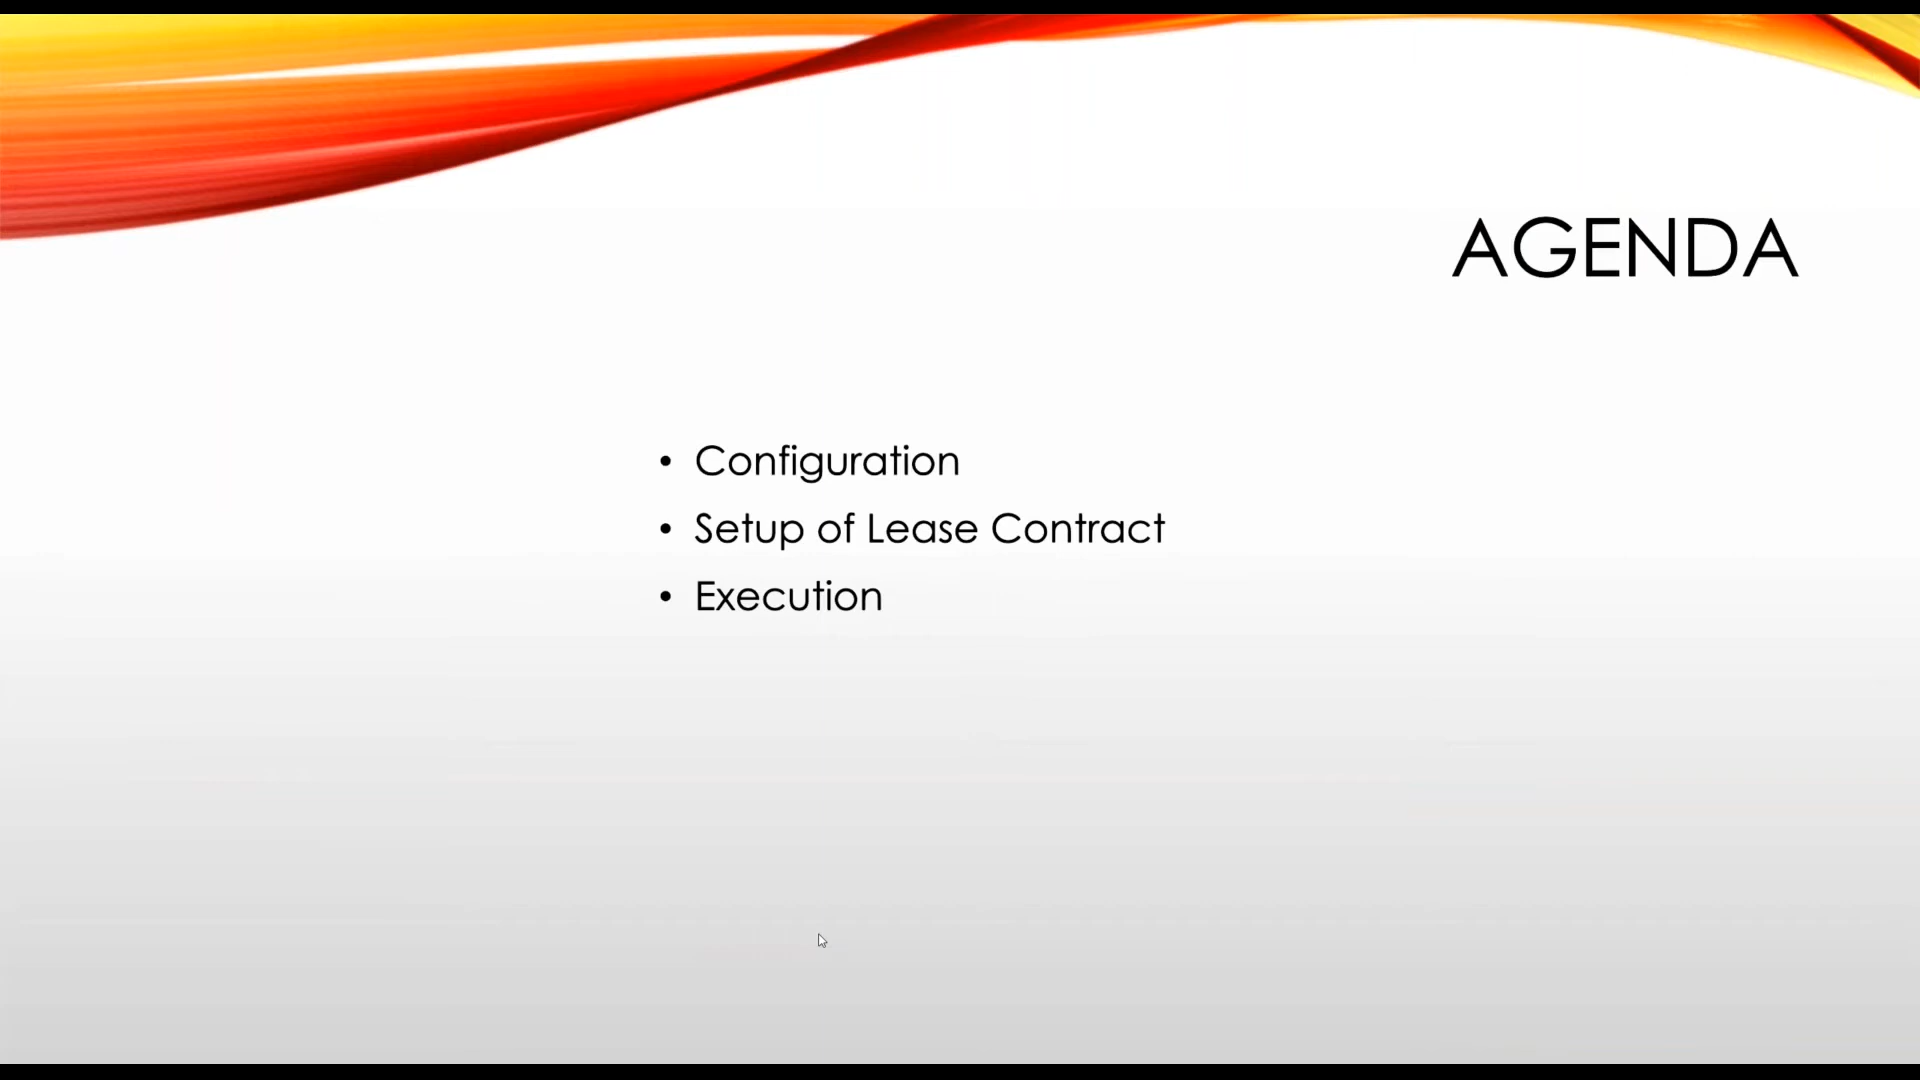 AGENDA
• Configuration
• Setup of Lease Contract
• Execution